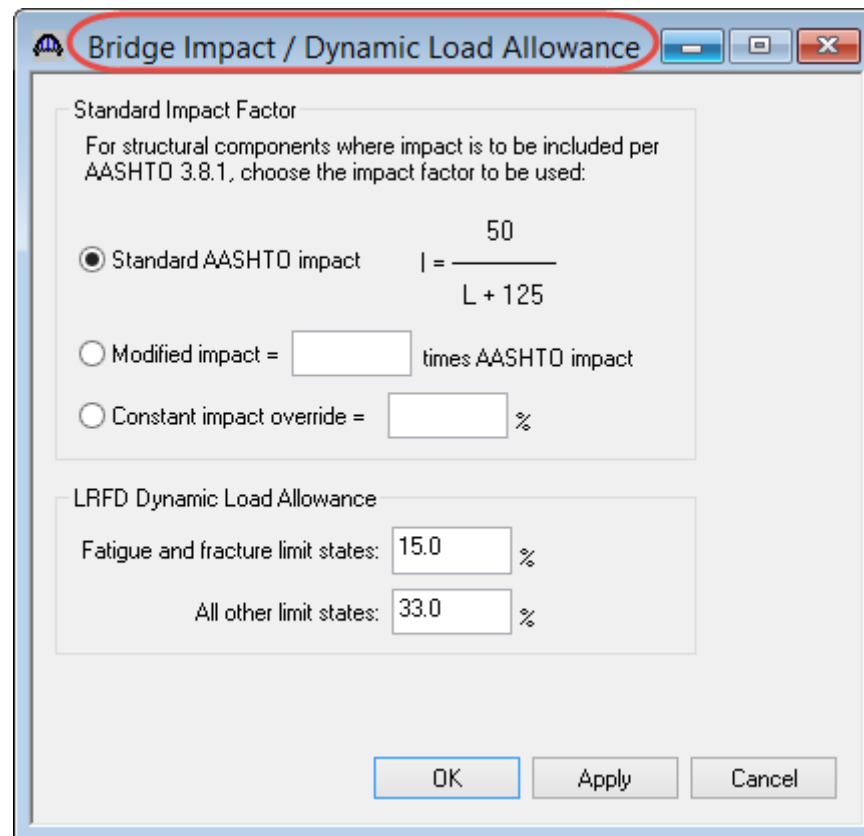 Bridge Impact / Dynamic Load Allowance
Standard Impact Factor
For structural components where impact is to be included per
AASHTO 3.8.1, choose the impact factor to be used:
50
Standard AASHTO impact I =
L + 125
Modified impact = times AASHTO impact
Constant impact override = %
LRFD Dynamic Load Allowance
Fatigue and fracture limit states: 15.0 %
All other limit states: 33.0 %
OK Apply Cancel